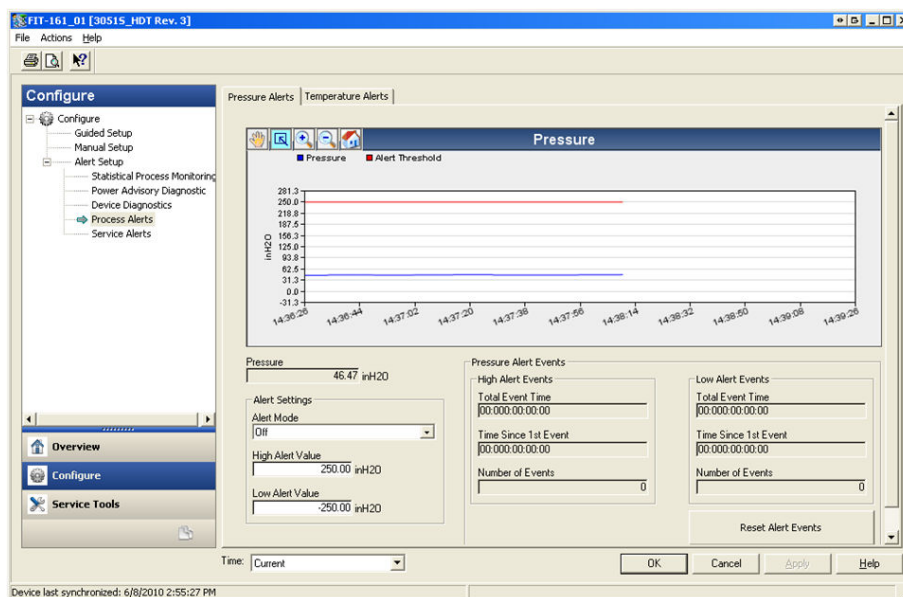 FIT-161_01 [3051S_HDT Rev. 3]
File Actions Help
Configure
Configure
Guided Setup
Manual Setup
Alert Setup
Statistical Process Monitoring
Power Advisory Diagnostic
Device Diagnostics
Process Alerts
Service Alerts
Overview
Configure
Service Tools
Pressure Alerts
Temperature Alerts
Pressure
Pressure Alert Threshold
inH2O
281.3
250.0
218.8
187.5
156.3
125.0
93.8
62.5
31.3
0.0
-31.3
14:36:26
14:36:44
14:37:02
14:37:20
14:37:38
14:37:56
14:38:14
14:38:32
14:38:50
14:39:08
14:39:26
Pressure
46.47 inH2O
Alert Settings
Alert Mode
Off
High Alert Value
250.00 inH2O
Low Alert Value
-250.00 inH2O
Pressure Alert Events
High Alert Events
Total Event Time
00:000:00:00:00
Time Since 1st Event
00:000:00:00:00
Number of Events
0
Low Alert Events
Total Event Time
00:000:00:00:00
Time Since 1st Event
00:000:00:00:00
Number of Events
0
Reset Alert Events
Time: Current
OK
Cancel
Apply
Help
Device last synchronized: 6/8/2010 2:55:27 PM